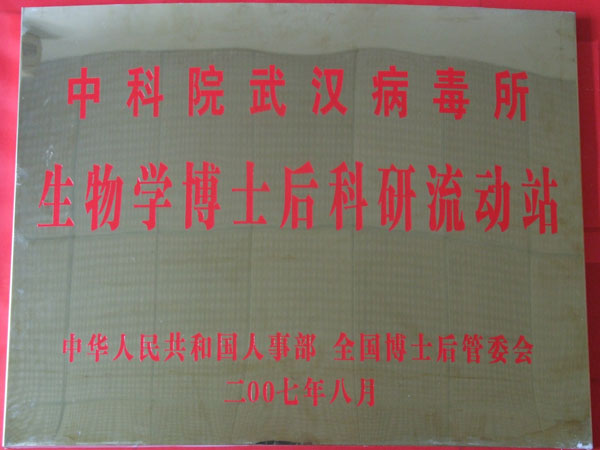 中科院武汉病毒所
生物学博士后科研流动站
中华人民共和国人事部 全国博士后管委会
二00七年八月